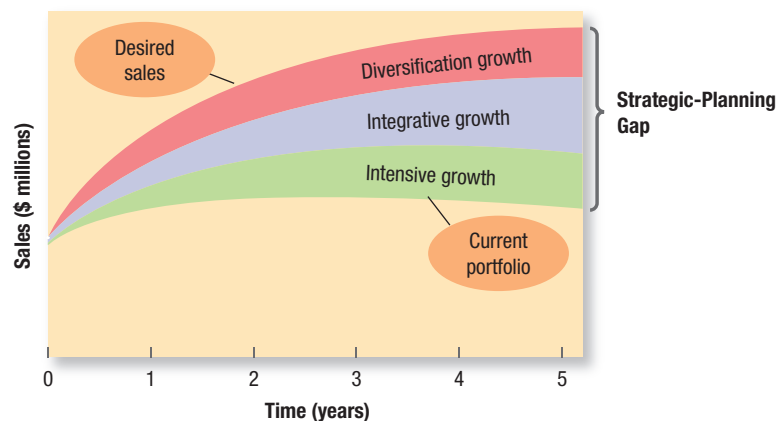 Desired
sales
Diversification growth
Integrative growth
Intensive growth
Current
portfolio
Strategic-Planning
Gap
Sales ($ millions)
0 1 2 3 4 5
Time (years)